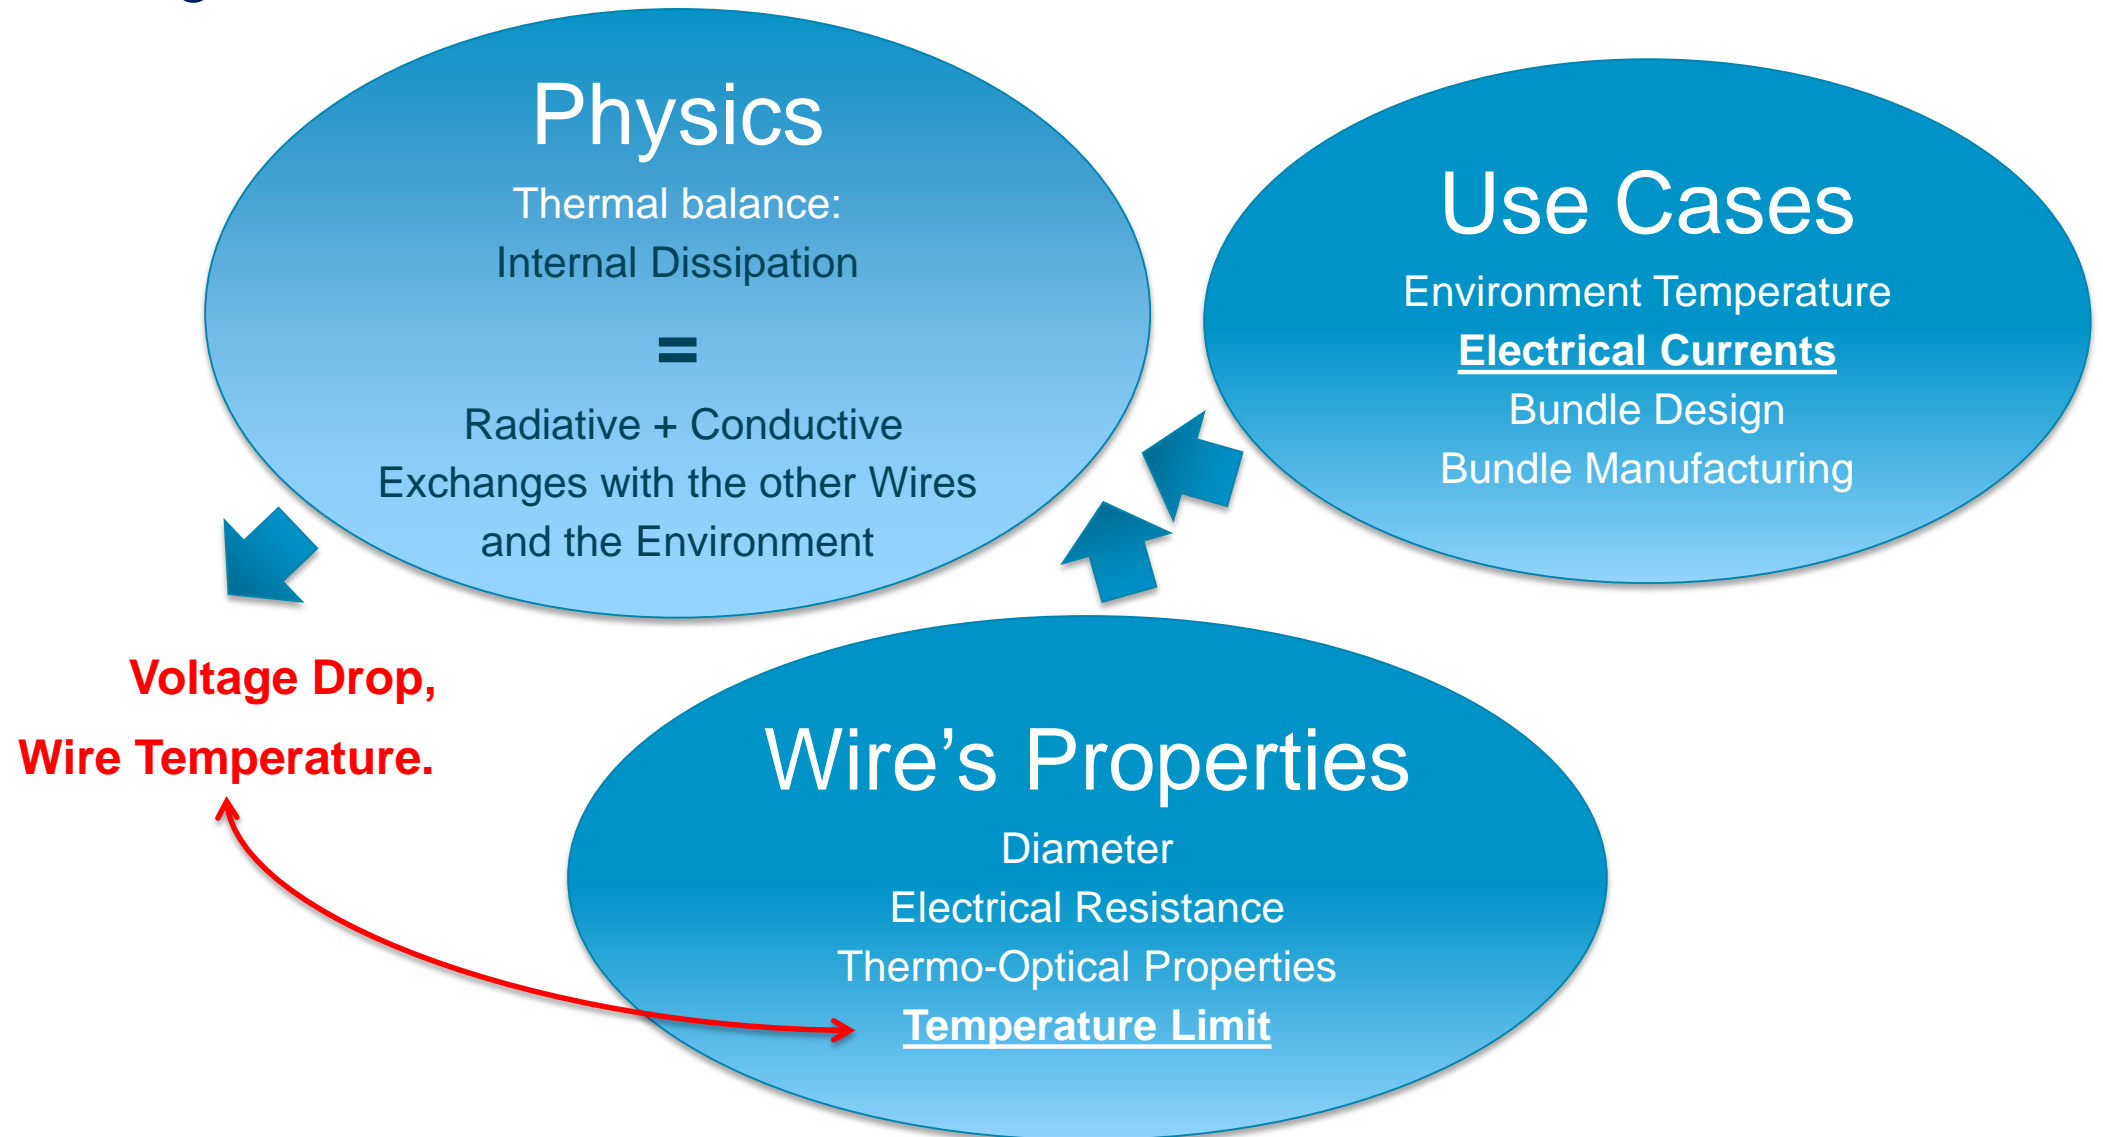 Physics
Thermal balance:
Internal Dissipation
=
Radiative + Conductive
Exchanges with the other Wires
and the Environment
Use Cases
Environment Temperature
Electrical Currents
Bundle Design
Bundle Manufacturing
Voltage Drop,
Wire Temperature.
Wire’s Properties
Diameter
Electrical Resistance
Thermo-Optical Properties
Temperature Limit